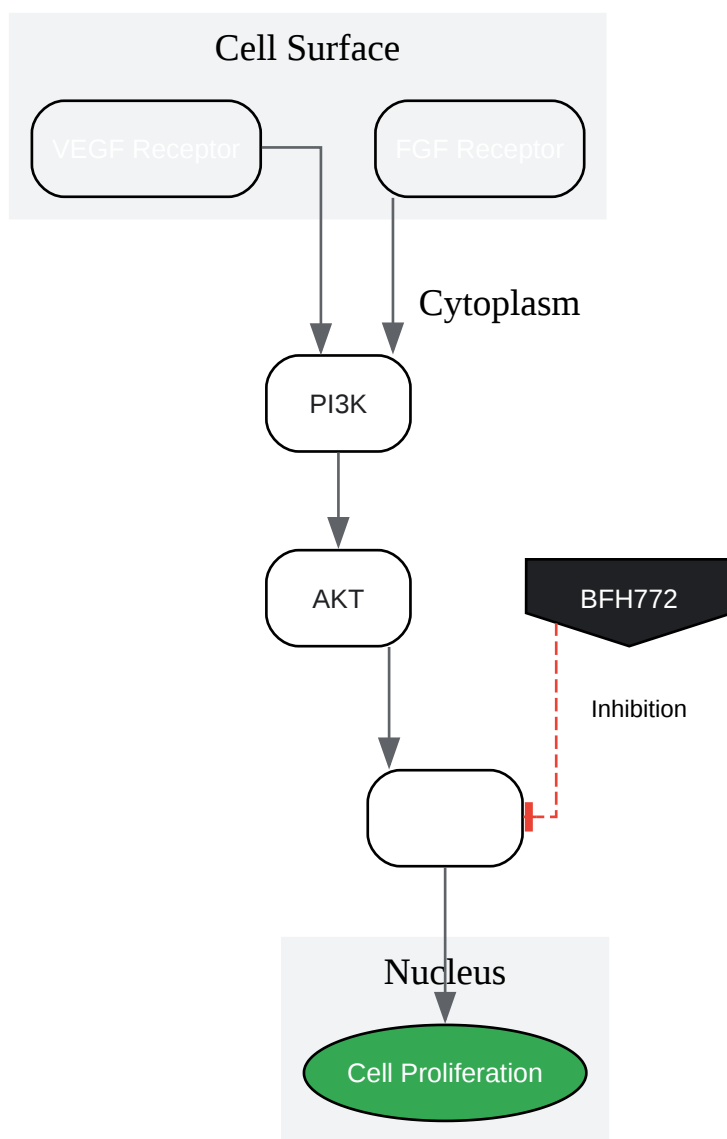 Cell Surface
VEGF Receptor
FGF Receptor
Cytoplasm
PI3K
AKT
BFH772
Inhibition
Nucleus
Cell Proliferation